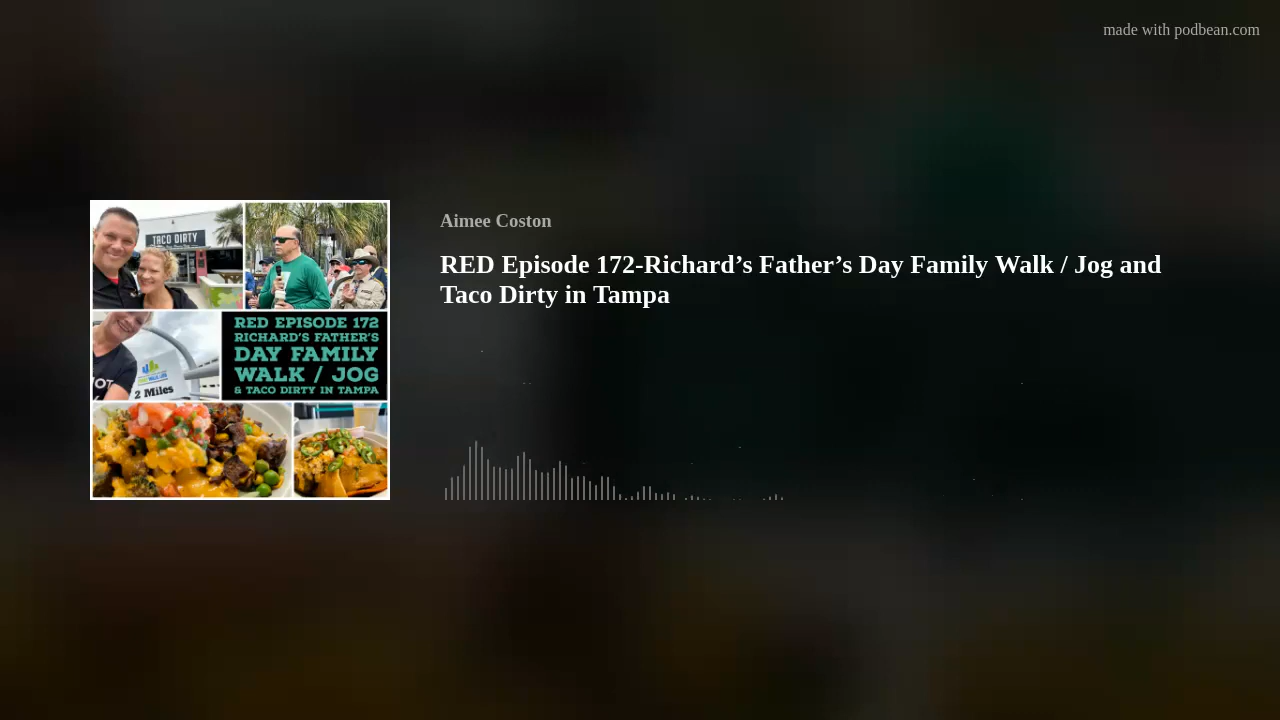 made with podbean.com
Aimee Coston
RED Episode 172-Richard’s Father’s Day Family Walk / Jog and
Taco Dirty in Tampa
TACO DIRTY
RED EPISODE 172
RICHARD'S FATHER'S
DAY FAMILY
WALK / JOG
& TACO DIRTY IN TAMPA
2 Miles